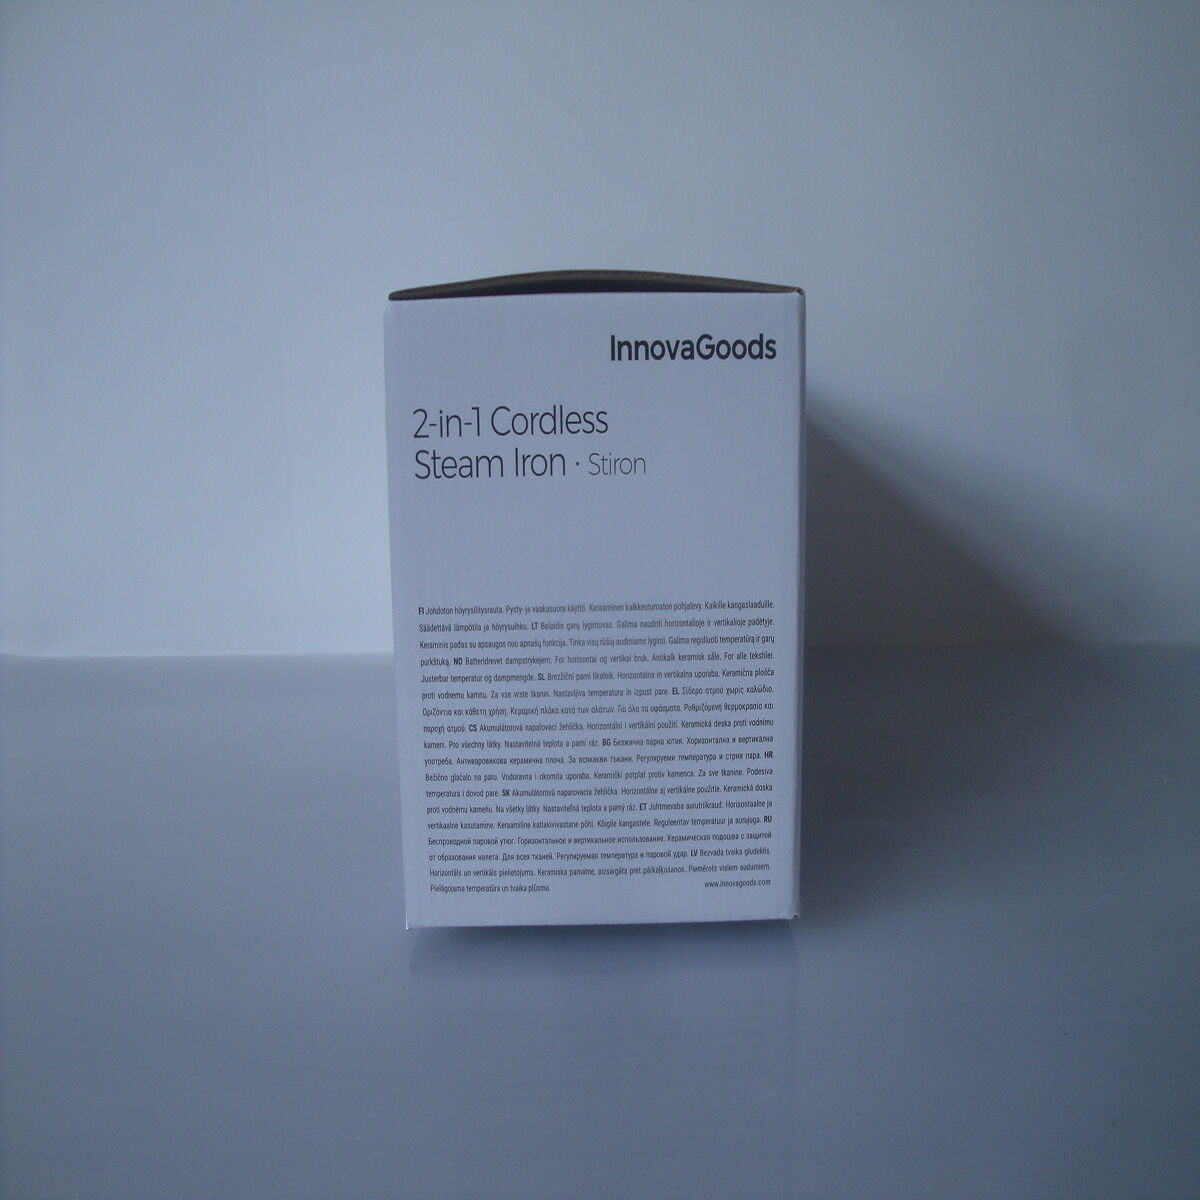 InnovaGoods
2-in-1 Cordless
Steam Iron · Stiron
FI Johdoton höyrysilitysrauta. Pysty- ja vaakasuora käyttö. Keraaminen kalkkeutumaton pohjalevy. Kaikille kangaslaaduille.
Säädettävä lämpötila ja höyrysuihku. LT Belaidis garų lygintuvas. Galima naudoti horizontalioje ir vertikalioje padėtyje.
Keraminis padas su apsaugos nuo apnašų funkcija. Tinka visų rūšių audiniams lyginti. Galima reguliuoti temperatūrą ir garų
purkštuką. NO Batteridrevet dampstrykejern. For horisontal og vertikal bruk. Antikalk keramisk såle. For alle tekstiler.
Justerbar temperatur og dampmengde. SL Brezžični parni likalnik. Horizontalna in vertikalna uporaba. Keramična plošča
proti vodnemu kamnu. Za vse vrste tkanin. Nastavljiva temperatura in izpust pare. EL Σίδερο ατμού χωρίς καλώδιο.
Οριζόντια και κάθετη χρήση. Κεραμική πλάκα κατά των αλάτων. Για όλα τα υφάσματα. Ρυθμιζόμενη θερμοκρασία και
παροχή ατμού. CS Akumulátorová napařovací žehlička. Horizontální i vertikální použití. Keramická deska proti vodnímu
kameni. Pro všechny látky. Nastavitelná teplota a parní ráz. BG Безжична парна ютия. Хоризонтална и вертикална
употреба. Антиваровикова керамична плоча. За всякакви тъкани. Регулируеми температура и струя пара. HR
Bežično glačalo na paru. Vodoravna i okomita uporaba. Keramički potplat protiv kamenca. Za sve tkanine. Podesiva
temperatura i dovod pare. SK Akumulátorová naparovacia žehlička. Horizontálne aj vertikálne použitie. Keramická doska
proti vodnému kameňu. Na všetky látky. Nastaviteľná teplota a parný ráz. ET Juhtmevaba aurutriikraud. Horisontaalne ja
vertikaalne kasutamine. Keraamiline katlakivivastane põhi. Kõigile kangastele. Reguleeritav temperatuur ja aurujuga. RU
Беспроводной паровой утюг. Горизонтальное и вертикальное использование. Керамическая подошва с защитой
от образования налета. Для всех тканей. Регулируемая температура и паровой удар. LV Bezvada tvaika gludeklis.
Horizontāls un vertikāls pielietojums. Keramiska pamatne, aizsargāta pret pārkaļķošanos. Piemērots visiem audumiem.
Pielāgojama temperatūra un tvaika plūsma.
www.innovagoods.com